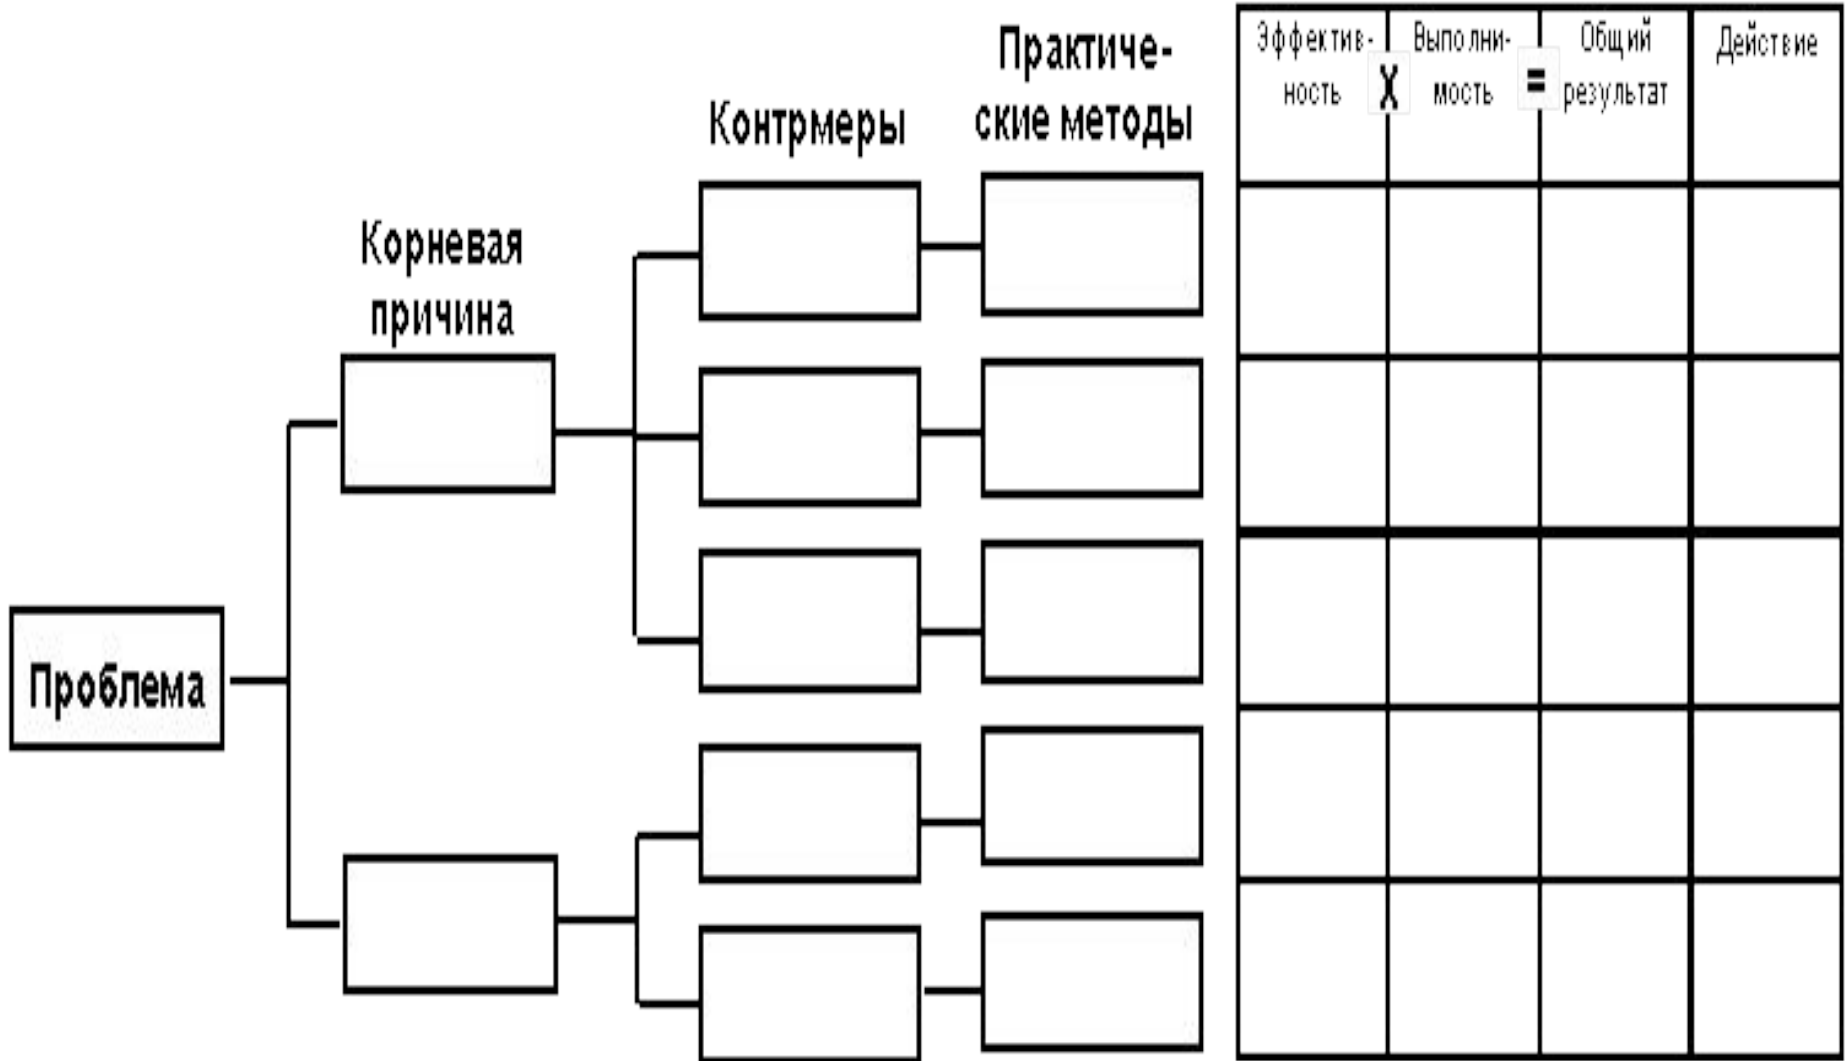 Практиче-
ские методы
Контрмеры
Корневая
причина
Проблема
Эффектив-
ность
X
Выполни-
мость
=
Общий
результат
Действие